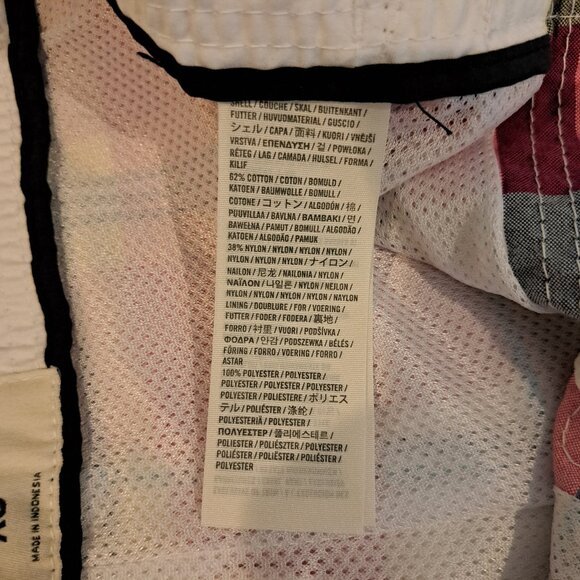 SHELL / COUCHE / SKAL / BUITENKANT /
FUTTER / HUVUDMATERIAL / GUSCIO /
シェル / CAPA / 面料 / KUORI / VNĚJŠÍ
VRSTVA / ΕΠΕΝΔΥΣΗ / 겉 / POWŁOKA /
RÉTEG / LAG / CAMADA / HULSEL / FORMA /
KILIF
62% COTTON / COTON / BOMULD /
KATOEN / BAUMWOLLE / BOMULL /
COTONE / コットン / ALGODÓN / 棉 /
PUUVILLAA / BAVLNA / ΒΑΜΒΑΚΙ / 면 /
BAWEŁNA / PAMUT / BOMULL / ALGODÃO /
KATOEN / ALGODÃO / PAMUK
38% NYLON / NYLON / NYLON / NYLON /
NYLON / NYLON / NYLON / ナイロン /
NAILON / 尼龙 / NAILONIA / NYLON /
ΝΑΪΛΟΝ / 나일론 / NYLON / NEJLON /
NYLON / NYLON / NYLON / NAYLON
LINING / DOUBLURE / FOR / VOERING /
FUTTER / FODER / FODERA / 裏地 /
FORRO / 衬里 / VUORI / PODŠÍVKA /
ΦΟΔΡΑ / 안감 / PODSZEWKA / BÉLÉS /
FÔRING / FORRO / VOERING / FORRO /
ASTAR
100% POLYESTER / POLYESTER /
POLYESTER / POLYESTER / POLYESTER /
POLYESTER / POLIESTERE / ポリエス
テル / POLIÉSTER / 涤纶 /
POLYESTERIÄ / POLYESTER /
ΠΟΛΥΕΣΤΕΡ / 폴리에스테르 /
POLIESTER / POLIÉSZTER / POLYESTER /
POLIÉSTER / POLYESTER / POLIÉSTER /
POLYESTER
XS
MADE IN INDONESIA